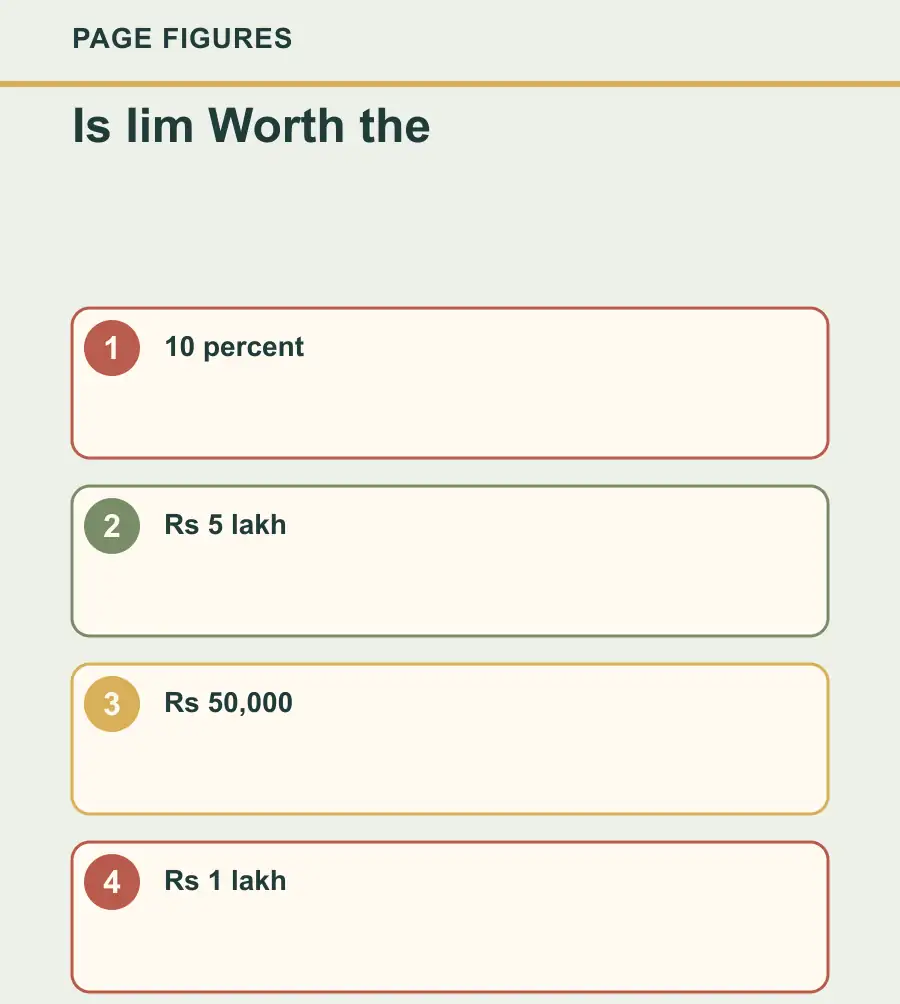 PAGE FIGURES
Is lim Worth the
1 10 percent
2 Rs 5 lakh
3 Rs 50,000
4 Rs 1 lakh